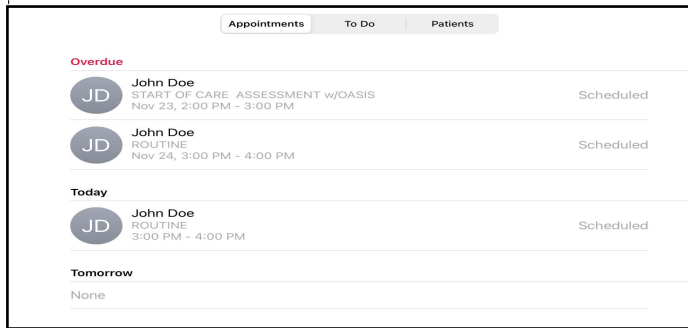 Appointments To Do Patients
Overdue
JD
John Doe
START OF CARE ASSESSMENT w/OASIS
Nov 23, 2:00 PM - 3:00 PM
Scheduled
JD
John Doe
ROUTINE
Nov 24, 3:00 PM - 4:00 PM
Scheduled
Today
JD
John Doe
ROUTINE
3:00 PM - 4:00 PM
Scheduled
Tomorrow
None